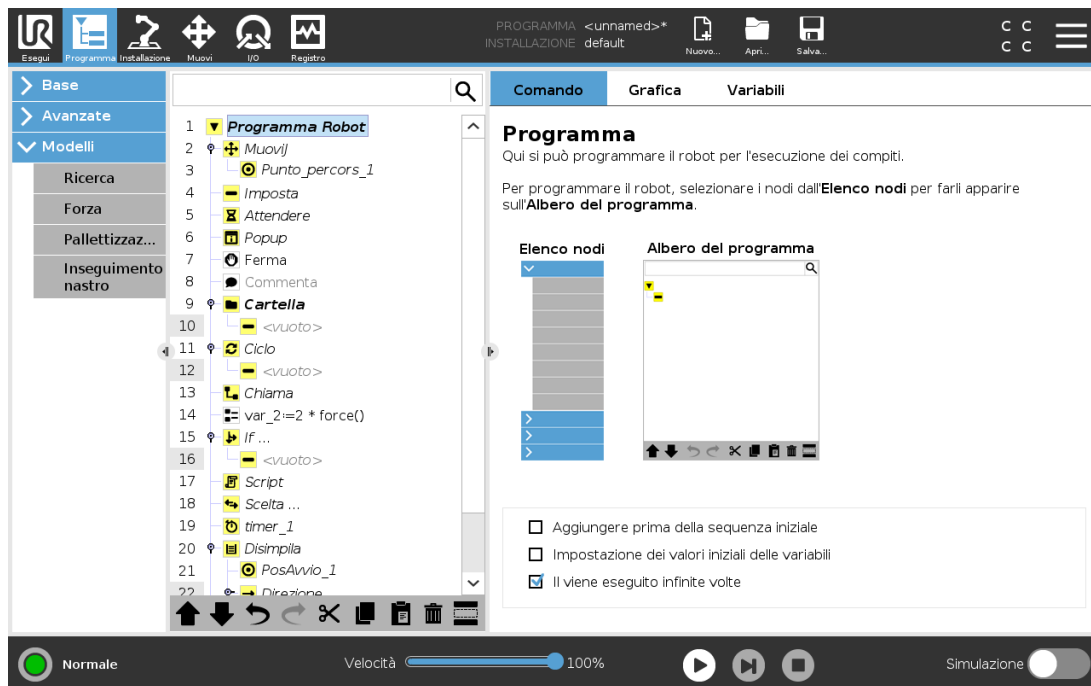 PROGRAMMA <unnamed>*
INSTALLAZIONE default
Esegui
Programma
Installazione
Muovi
I/O
Registro
Nuovo...
Apri...
Salva...
C C
C C
Base
Avanzate
Modelli
Ricerca
Forza
Pallettizzaz...
Inseguimento
nastro
1 Programma Robot
2 MuoviJ
3 Punto_percors_1
4 Imposta
5 Attendere
6 Popup
7 Ferma
8 Commenta
9 Cartella
10 <vuoto>
11 Ciclo
12 <vuoto>
13 Chiama
14 var_2:=2 * force()
15 If ...
16 <vuoto>
17 Script
18 Scelta ...
19 timer_1
20 Disimpila
21 PosAvvio_1
22 Direzione
Comando
Grafica
Variabili
Programma
Qui si può programmare il robot per l'esecuzione dei compiti.
Per programmare il robot, selezionare i nodi dall'Elenco nodi per farli apparire
sull'Albero del programma.
Elenco nodi
Albero del programma
Aggiungere prima della sequenza iniziale
Impostazione dei valori iniziali delle variabili
Il viene eseguito infinite volte
Normale
Velocità
100%
Simulazione